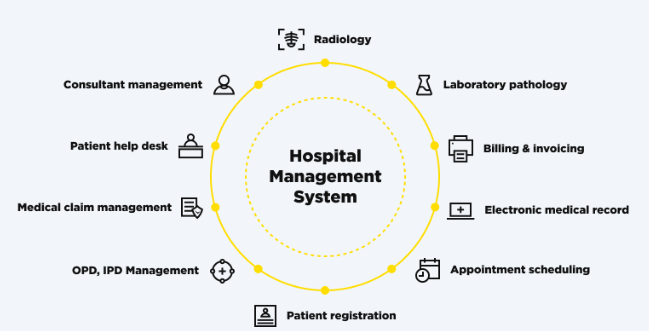 Radiology
Consultant management
Laboratory pathology
Patient help desk
Billing & invoicing
Hospital
Management
System
Medical claim management
Electronic medical record
OPD, IPD Management
Appointment scheduling
Patient registration